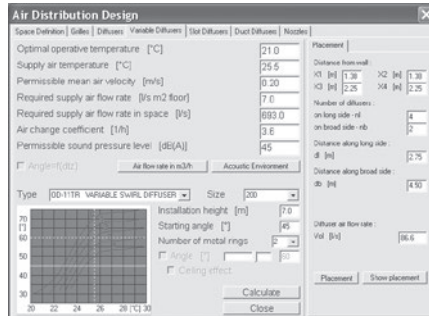 Air Distribution Design
Space Definition | Grilles | Diffusers | Variable Diffusers | Slot Diffusers | Duct Diffusers | Nozzles
Optimal operative temperature [°C] 21.0
Supply air temperature [°C] 25.5
Permissible mean air velocity [m/s] 0.20
Required supply air flow rate [l/s m2 floor] 7.0
Required supply air flow rate in space [l/s] 693.0
Air change coefficient [1/h] 3.6
Permissible sound pressure level [dB(A)] 45
Angle=f(dtz) Air flow rate in m3/h Acoustic Environment
Type OD-11TR VARIABLE SWIRL DIFFUSER Size 200
Installation height [m] 7.0
Starting angle [°] 45
Number of metal rings 2
Angle [°] 60
Ceiling effect
Calculate
Close
70
[°]
60
50
40
30
20 22 24 26 28 [°C] 30
Placement
Distance from wall :
X1 [m] 1.38 X2 [m] 1.38
X3 [m] 2.25 X4 [m] 2.25
Number of diffusers :
on long side - nl 4
on broad side - nb 2
Distance along long side :
dl [m] 2.75
Distance along broad side :
db [m] 4.50
Diffuser air flow rate :
Vol [l/s] 86.6
Placement Show placement